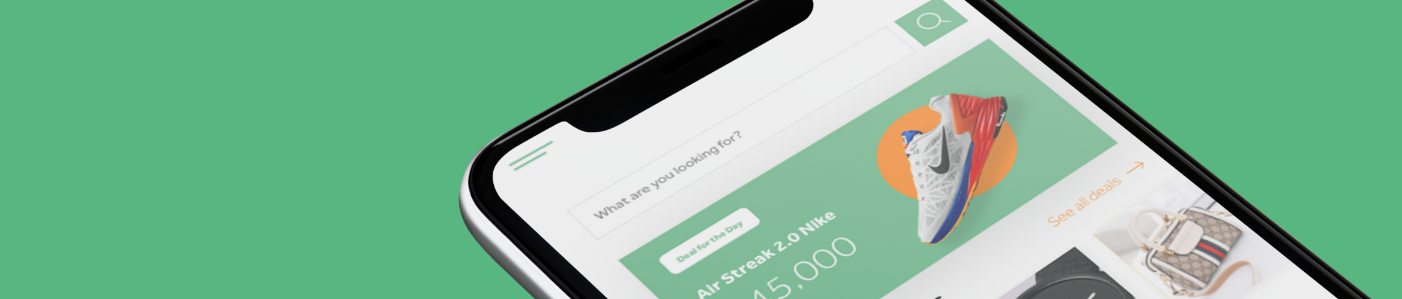 What are you looking for?
Deal for the Day
Air Streak 2.0 Nike
45,000
See all deals